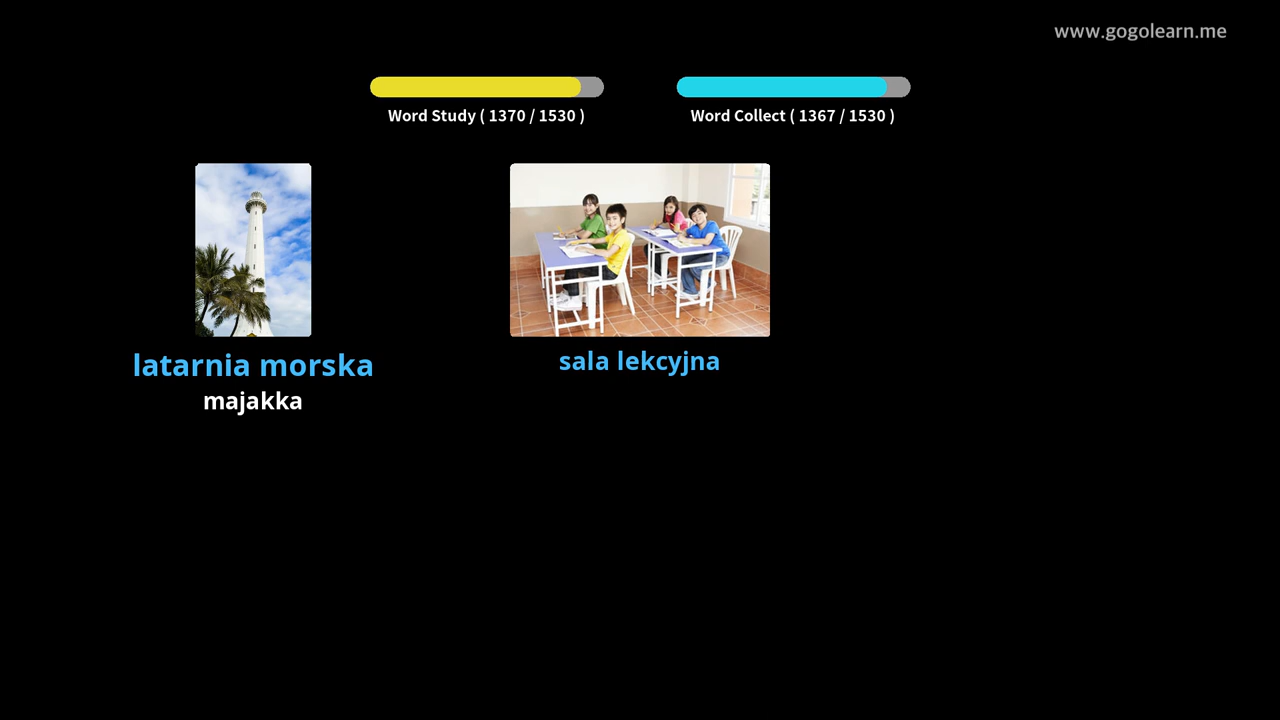 www.gogolearn.me
Word Study ( 1370 / 1530 )
Word Collect ( 1367 / 1530 )
latarnia morska
majakka
sala lekcyjna